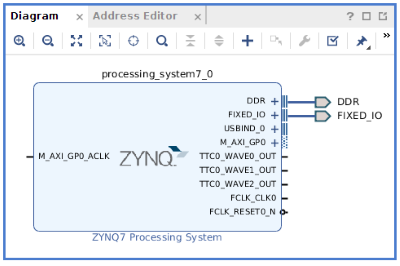 Diagram × Address Editor × ? □ ⧉
»
processing_system7_0
DDR
FIXED_IO
USBIND_0
M_AXI_GP0
TTC0_WAVE0_OUT
TTC0_WAVE1_OUT
TTC0_WAVE2_OUT
FCLK_CLK0
FCLK_RESET0_N
M_AXI_GP0_ACLK
ZYNQ
DDR
FIXED_IO
ZYNQ7 Processing System